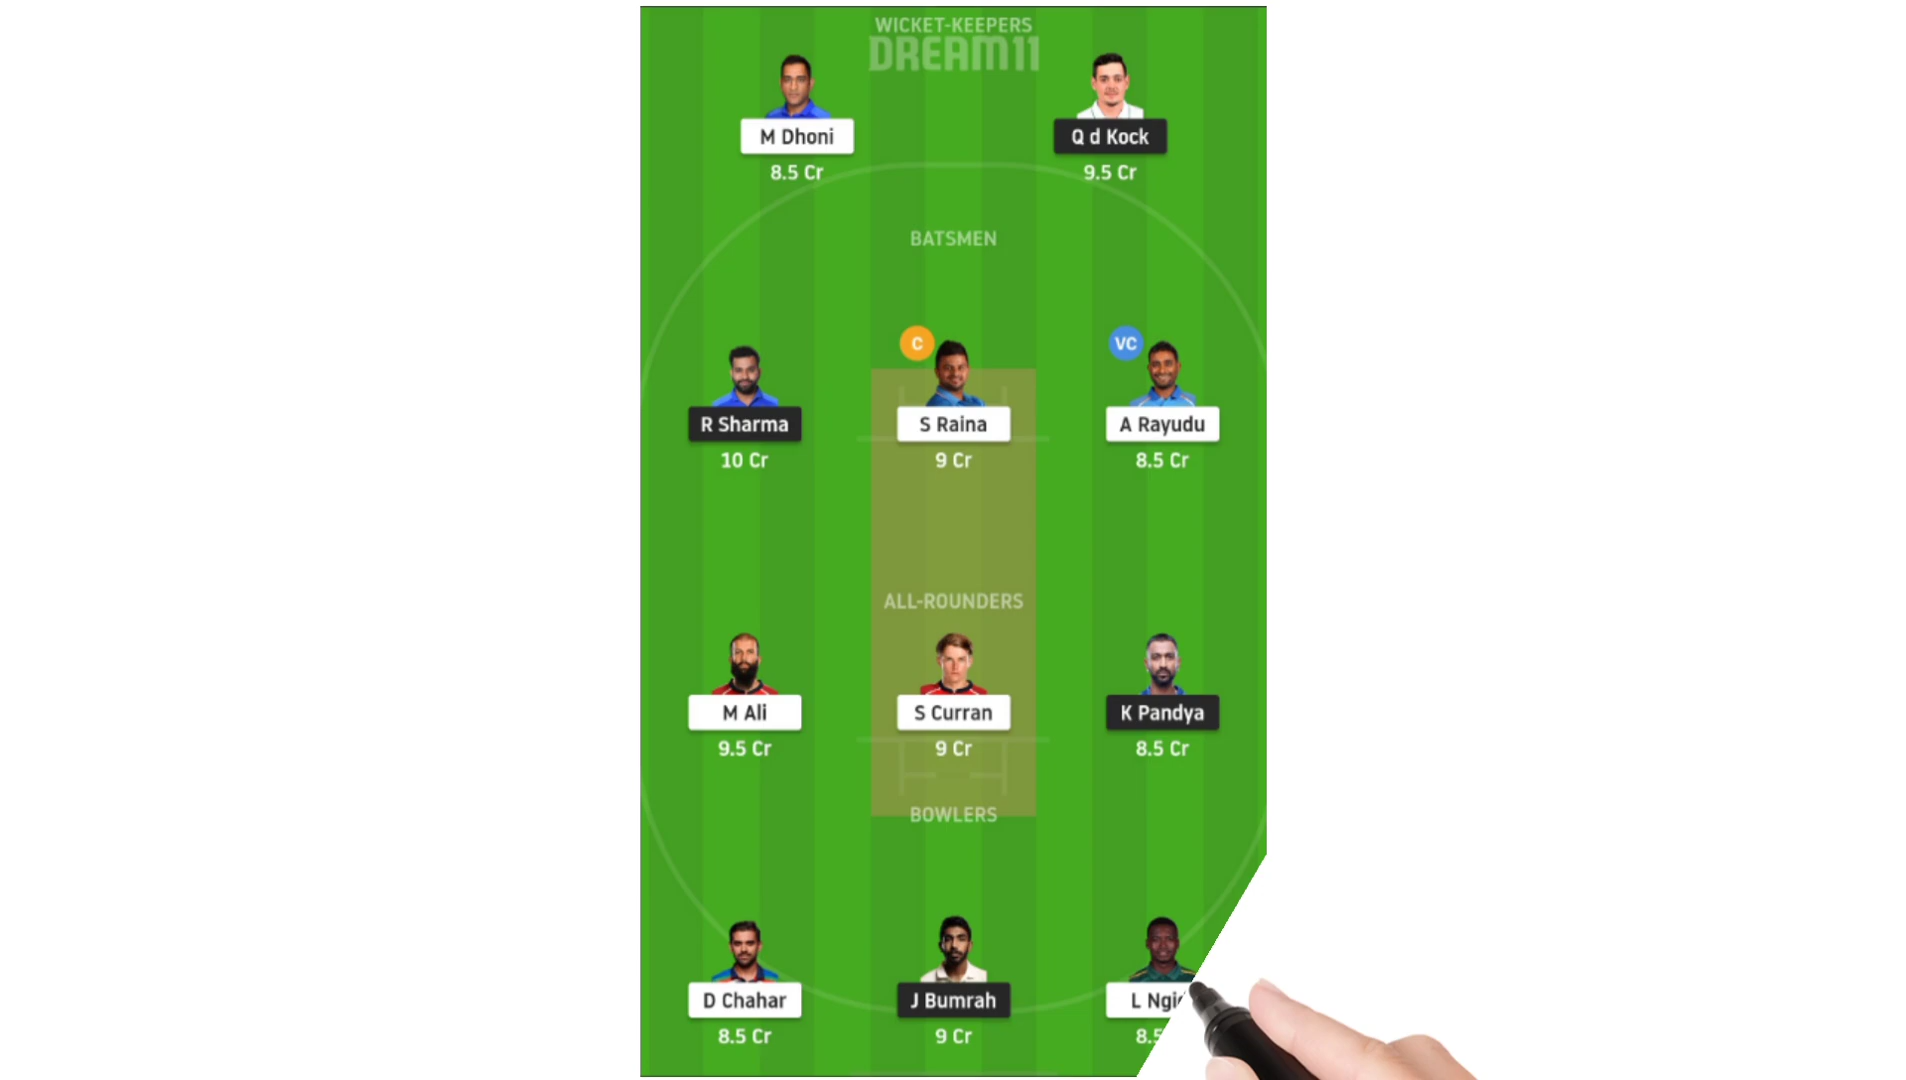 WICKET-KEEPERS
DREAM11
M Dhoni
Q d Kock
8.5 Cr
9.5 Cr
BATSMEN
C
VC
R Sharma
S Raina
A Rayudu
10 Cr
9 Cr
8.5 Cr
ALL-ROUNDERS
M Ali
S Curran
K Pandya
9.5 Cr
9 Cr
8.5 Cr
BOWLERS
D Chahar
J Bumrah
L
8.5 Cr
9 Cr
8.5